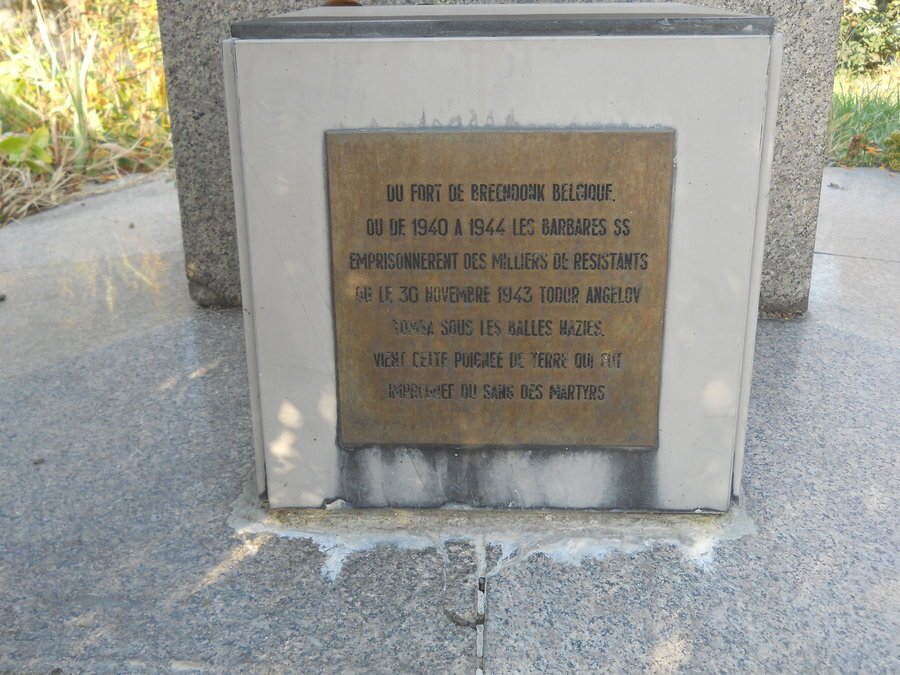 DU FORT DE BREENDONK BELGIQUE.
OU DE 1940 A 1944 LES BARBARES SS
EMPRISONNERENT DES MILLIERS DE RESISTANTS
OU LE 30 NOVEMBRE 1943 TODOR ANGELOV
TOMBA SOUS LES BALLES NAZIES.
VIENT CETTE POIGNEE DE TERRE QUI FUT
IMPREGNEE DU SANG DES MARTYRS